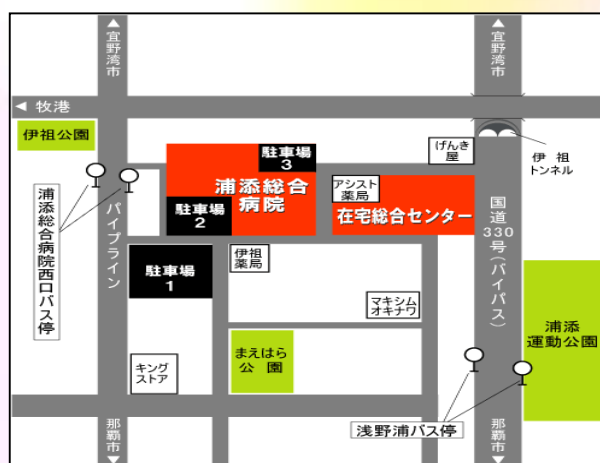 宜野湾市
宜野湾市
牧港
伊祖公園
げんき
屋
伊祖
トンネル
駐車場
3
浦添総合
病院
駐車場
2
アシスト
薬局
在宅総合センター
浦添総合病院西口バス停
パイプライン
国道330号(バイパス)
駐車場
1
伊祖
薬局
マキシム
オキナワ
浦添
運動公園
まえはら
公園
キング
ストア
浅野浦バス停
那覇市
那覇市